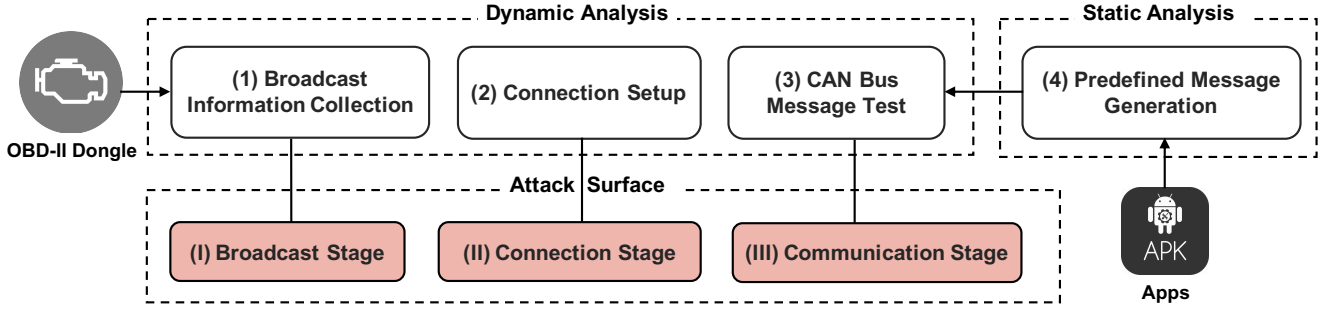 Dynamic Analysis
Static Analysis
(1) Broadcast
Information Collection
(2) Connection Setup
(3) CAN Bus
Message Test
(4) Predefined Message
Generation
OBD-II Dongle
Attack Surface
(I) Broadcast Stage
(II) Connection Stage
(III) Communication Stage
APK
Apps